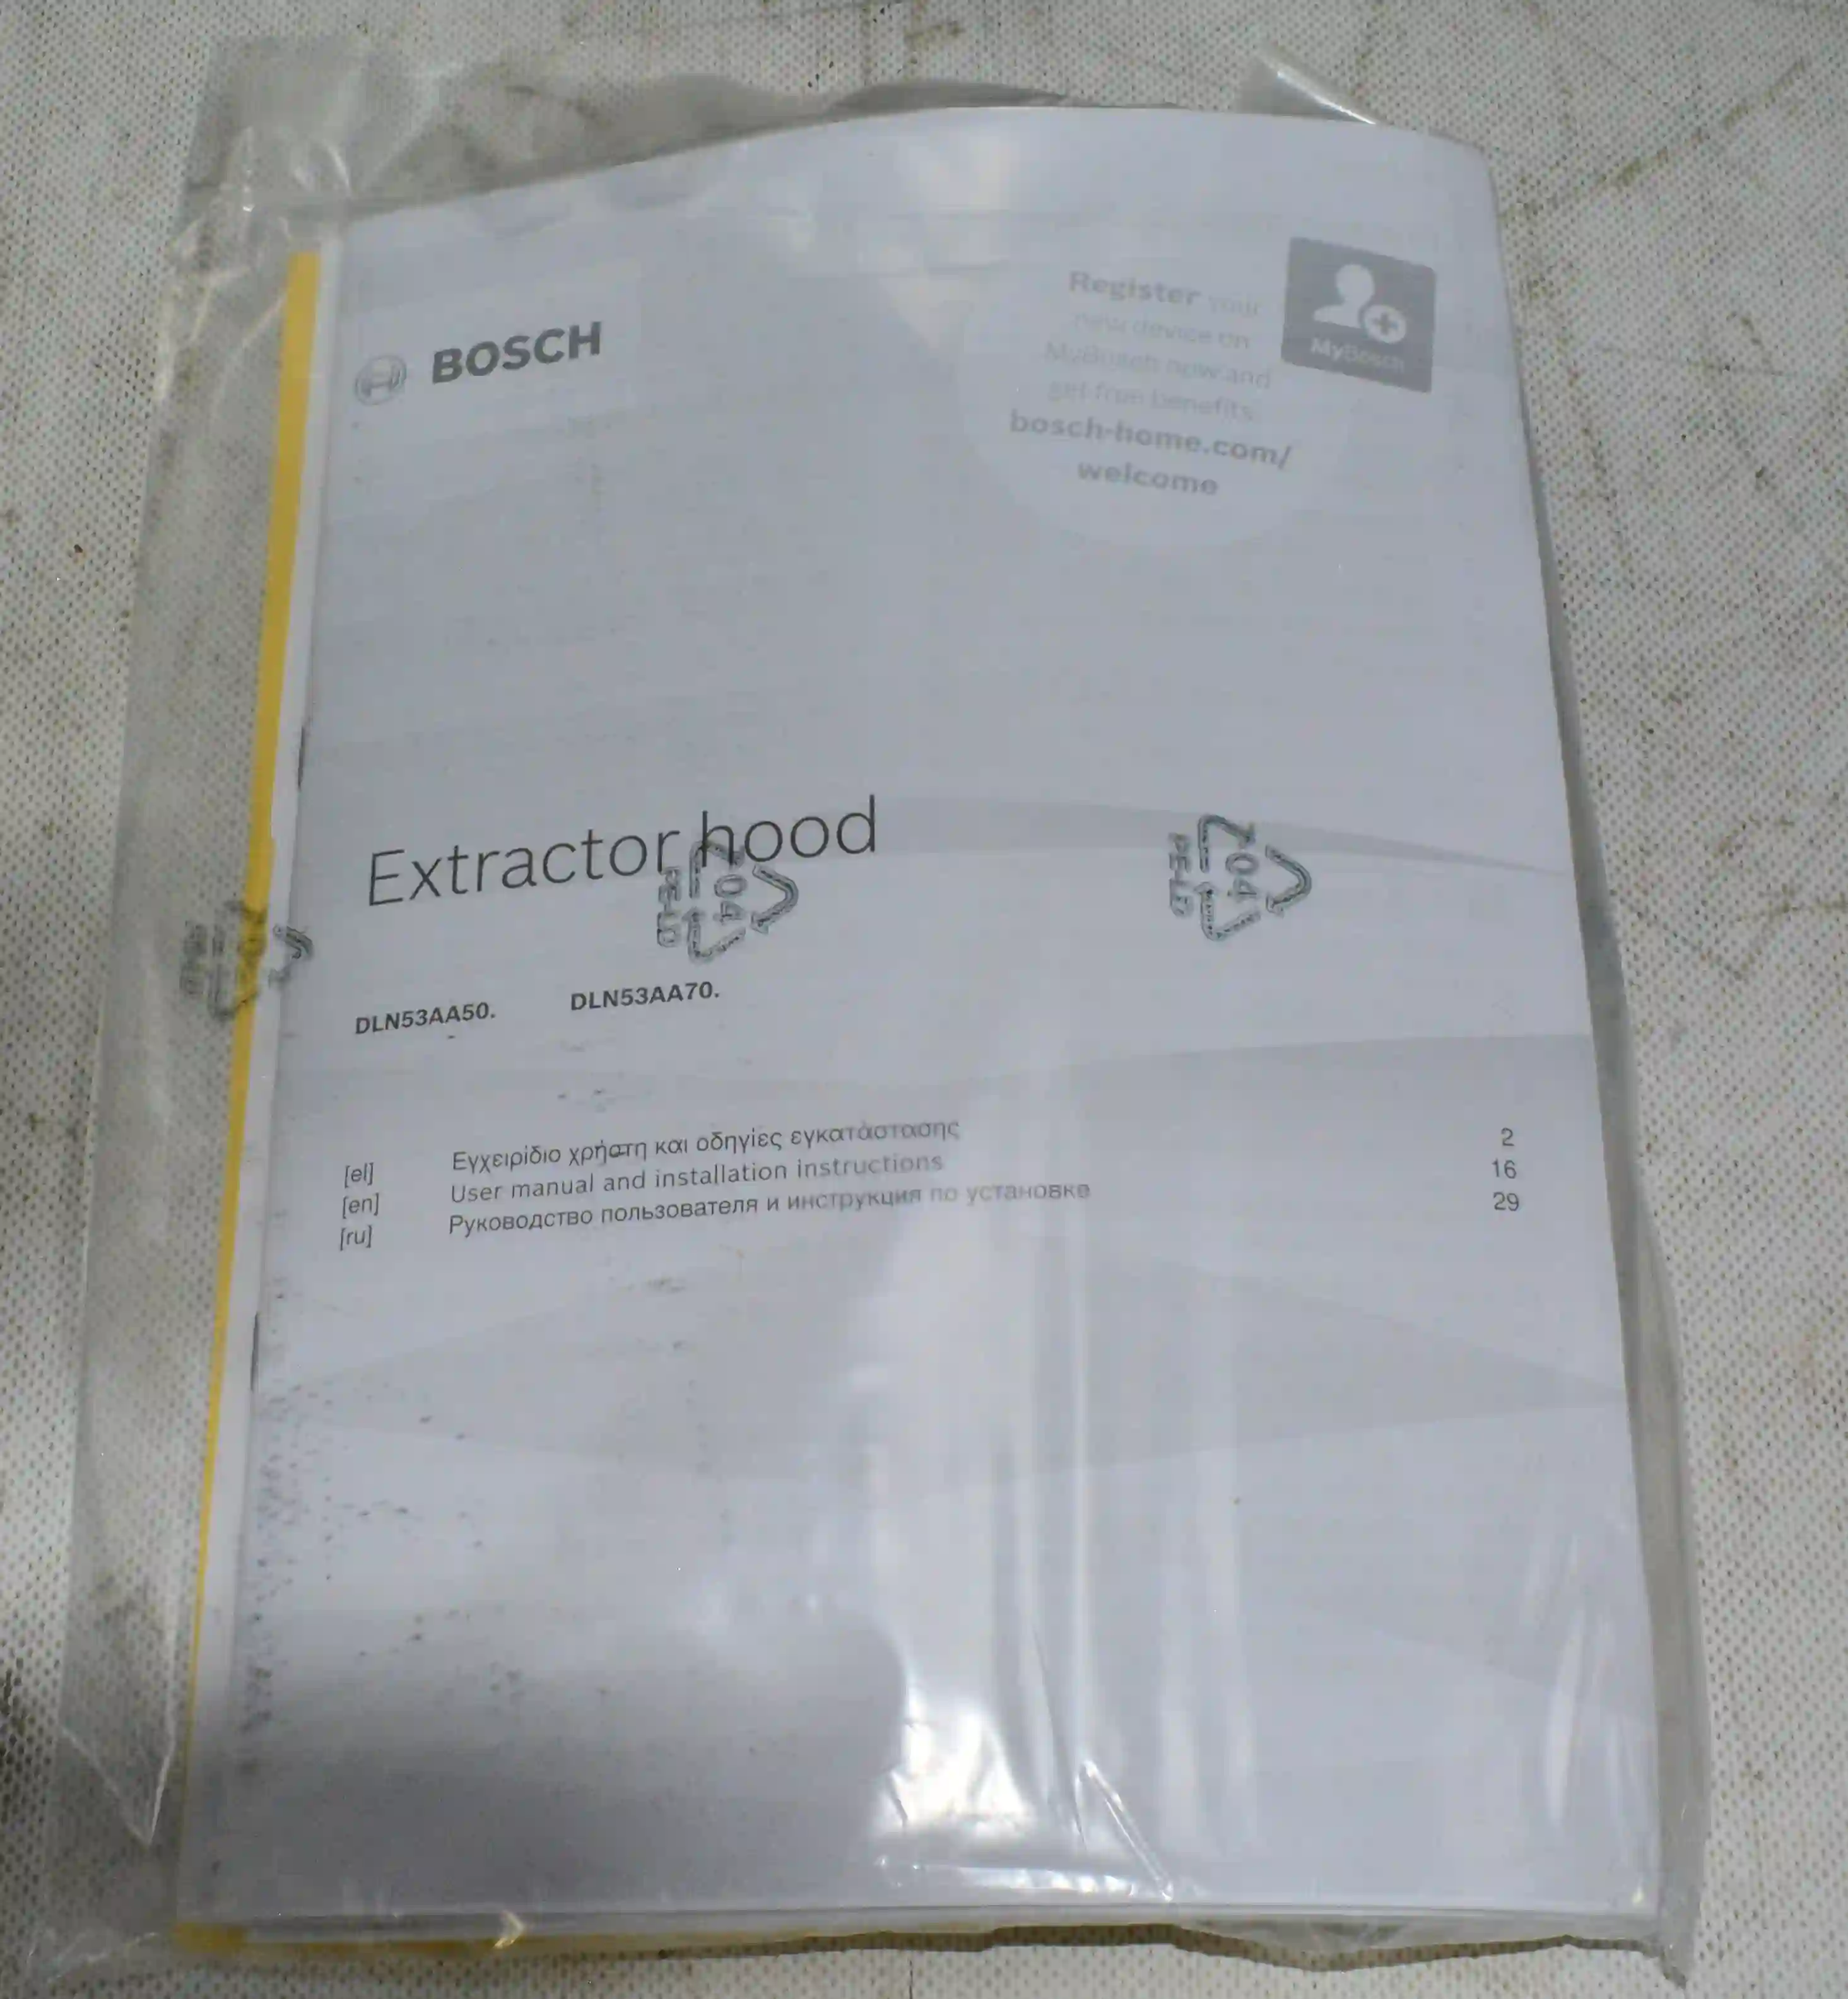 BOSCH
Register your
new device on
MyBosch now and
get free benefits:
bosch-home.com/
welcome
MyBosch
Extractor hood
04
PE-LD
04
PE-LD
DLN53AA50. DLN53AA70.
[el] Εγχειρίδιο χρήστη και οδηγίες εγκατάστασης 2
[en] User manual and installation instructions 16
[ru] Руководство пользователя и инструкция по установке 29